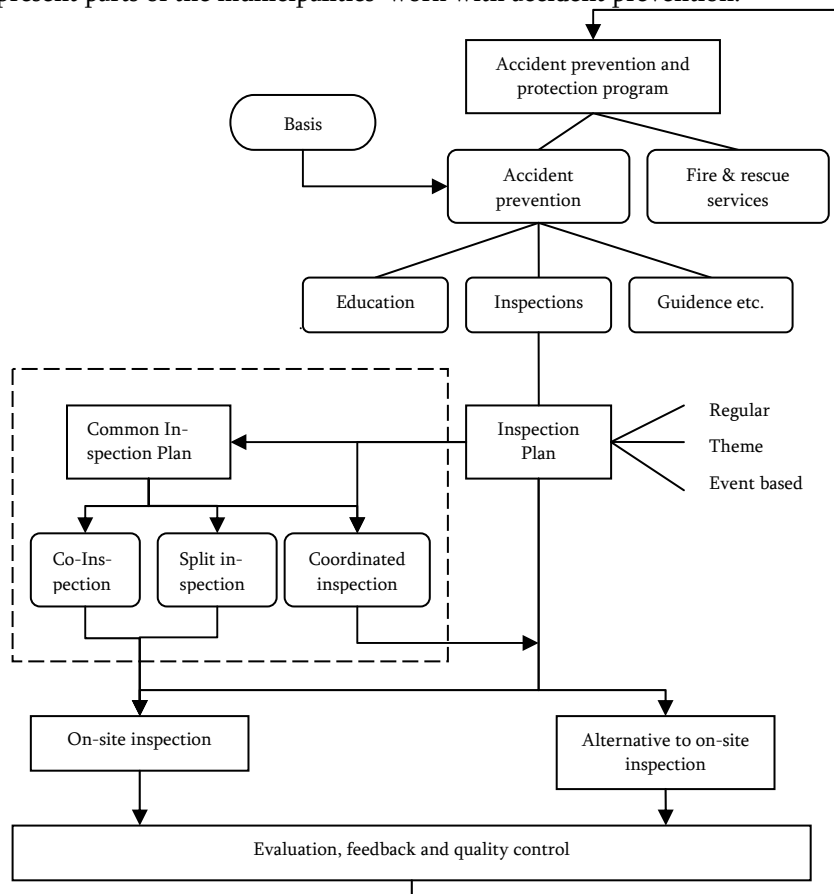 present parts of the municipalities' work with accident prevention.
Accident prevention and
protection program
Basis
Accident
prevention
Fire & rescue
services
Education
Inspections
Guidence etc.
Common In-
spection Plan
Inspection
Plan
Regular
Theme
Event based
Co-Ins-
pection
Split in-
spection
Coordinated
inspection
On-site inspection
Alternative to on-site
inspection
Evaluation, feedback and quality control